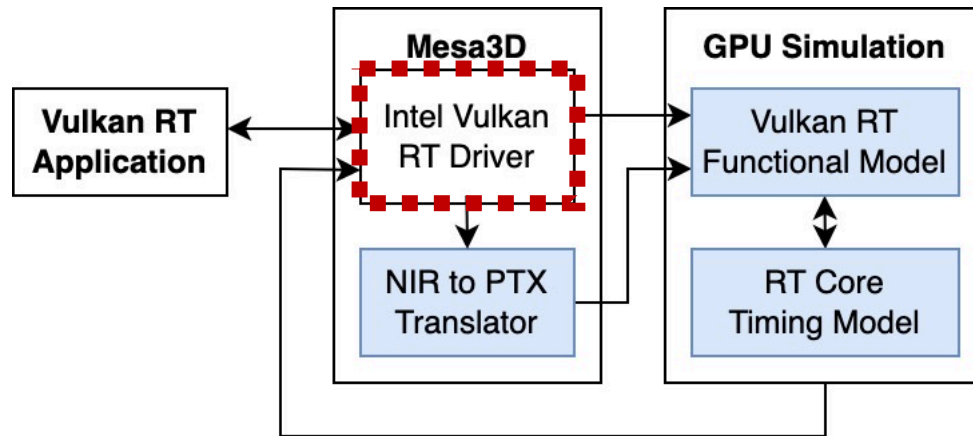 Mesa3D
GPU Simulation
Vulkan RT
Application
Intel Vulkan
RT Driver
Vulkan RT
Functional Model
NIR to PTX
Translator
RT Core
Timing Model